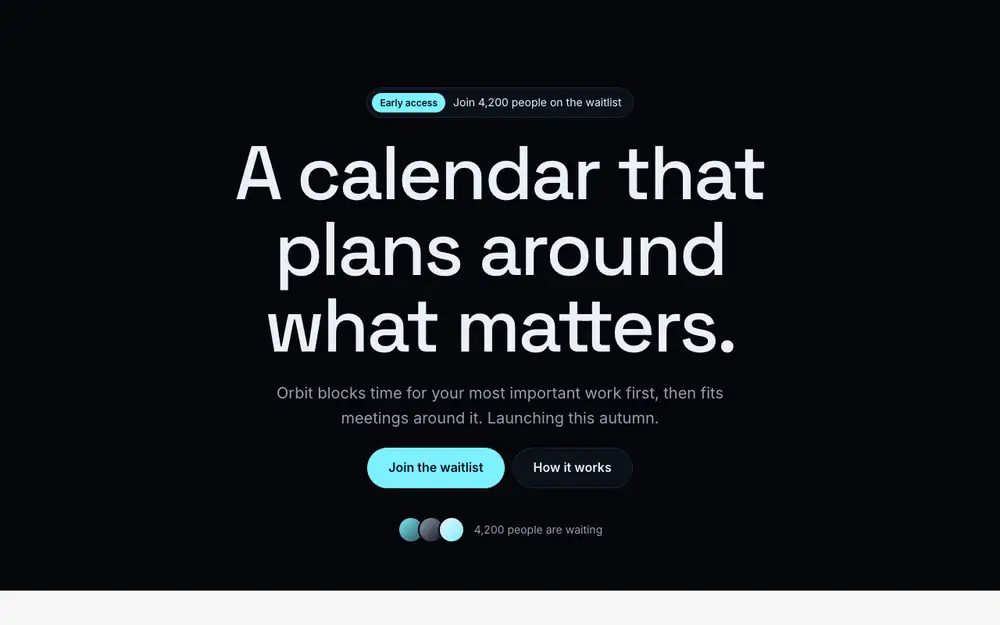 Early access Join 4,200 people on the waitlist
A calendar that
plans around
what matters.
Orbit blocks time for your most important work first, then fits
meetings around it. Launching this autumn.
Join the waitlist How it works
4,200 people are waiting